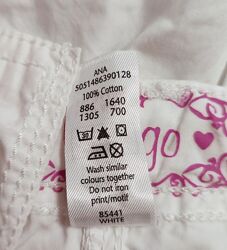 ANA
5051486390128
100% Cotton
886 1640
1305 700
Wash similar
colours together
Do not iron
print/motif
85441
WHITE
go